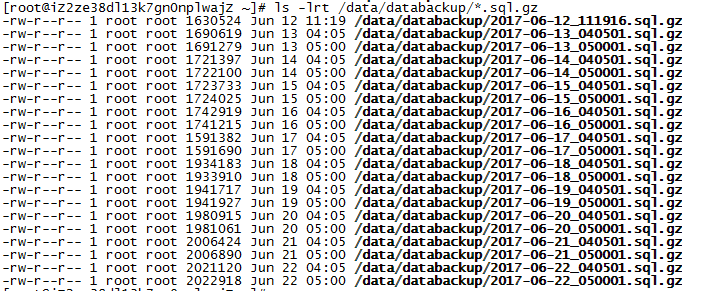 [root@iZ2ze38dl13k7gn0nplwajZ ~]# ls -lrt /data/databackup/*.sql.gz
-rw-r--r-- 1 root root 1630524 Jun 12 11:19 /data/databackup/2017-06-12_111916.sql.gz
-rw-r--r-- 1 root root 1690619 Jun 13 04:05 /data/databackup/2017-06-13_040501.sql.gz
-rw-r--r-- 1 root root 1691279 Jun 13 05:00 /data/databackup/2017-06-13_050001.sql.gz
-rw-r--r-- 1 root root 1721397 Jun 14 04:05 /data/databackup/2017-06-14_040501.sql.gz
-rw-r--r-- 1 root root 1722100 Jun 14 05:00 /data/databackup/2017-06-14_050001.sql.gz
-rw-r--r-- 1 root root 1723733 Jun 15 04:05 /data/databackup/2017-06-15_040501.sql.gz
-rw-r--r-- 1 root root 1724025 Jun 15 05:00 /data/databackup/2017-06-15_050001.sql.gz
-rw-r--r-- 1 root root 1742919 Jun 16 04:05 /data/databackup/2017-06-16_040501.sql.gz
-rw-r--r-- 1 root root 1741215 Jun 16 05:00 /data/databackup/2017-06-16_050001.sql.gz
-rw-r--r-- 1 root root 1591382 Jun 17 04:05 /data/databackup/2017-06-17_040501.sql.gz
-rw-r--r-- 1 root root 1591690 Jun 17 05:00 /data/databackup/2017-06-17_050001.sql.gz
-rw-r--r-- 1 root root 1934183 Jun 18 04:05 /data/databackup/2017-06-18_040501.sql.gz
-rw-r--r-- 1 root root 1933910 Jun 18 05:00 /data/databackup/2017-06-18_050001.sql.gz
-rw-r--r-- 1 root root 1941717 Jun 19 04:05 /data/databackup/2017-06-19_040501.sql.gz
-rw-r--r-- 1 root root 1941927 Jun 19 05:00 /data/databackup/2017-06-19_050001.sql.gz
-rw-r--r-- 1 root root 1980915 Jun 20 04:05 /data/databackup/2017-06-20_040501.sql.gz
-rw-r--r-- 1 root root 1981061 Jun 20 05:00 /data/databackup/2017-06-20_050001.sql.gz
-rw-r--r-- 1 root root 2006424 Jun 21 04:05 /data/databackup/2017-06-21_040501.sql.gz
-rw-r--r-- 1 root root 2006890 Jun 21 05:00 /data/databackup/2017-06-21_050001.sql.gz
-rw-r--r-- 1 root root 2021120 Jun 22 04:05 /data/databackup/2017-06-22_040501.sql.gz
-rw-r--r-- 1 root root 2022918 Jun 22 05:00 /data/databackup/2017-06-22_050001.sql.gz